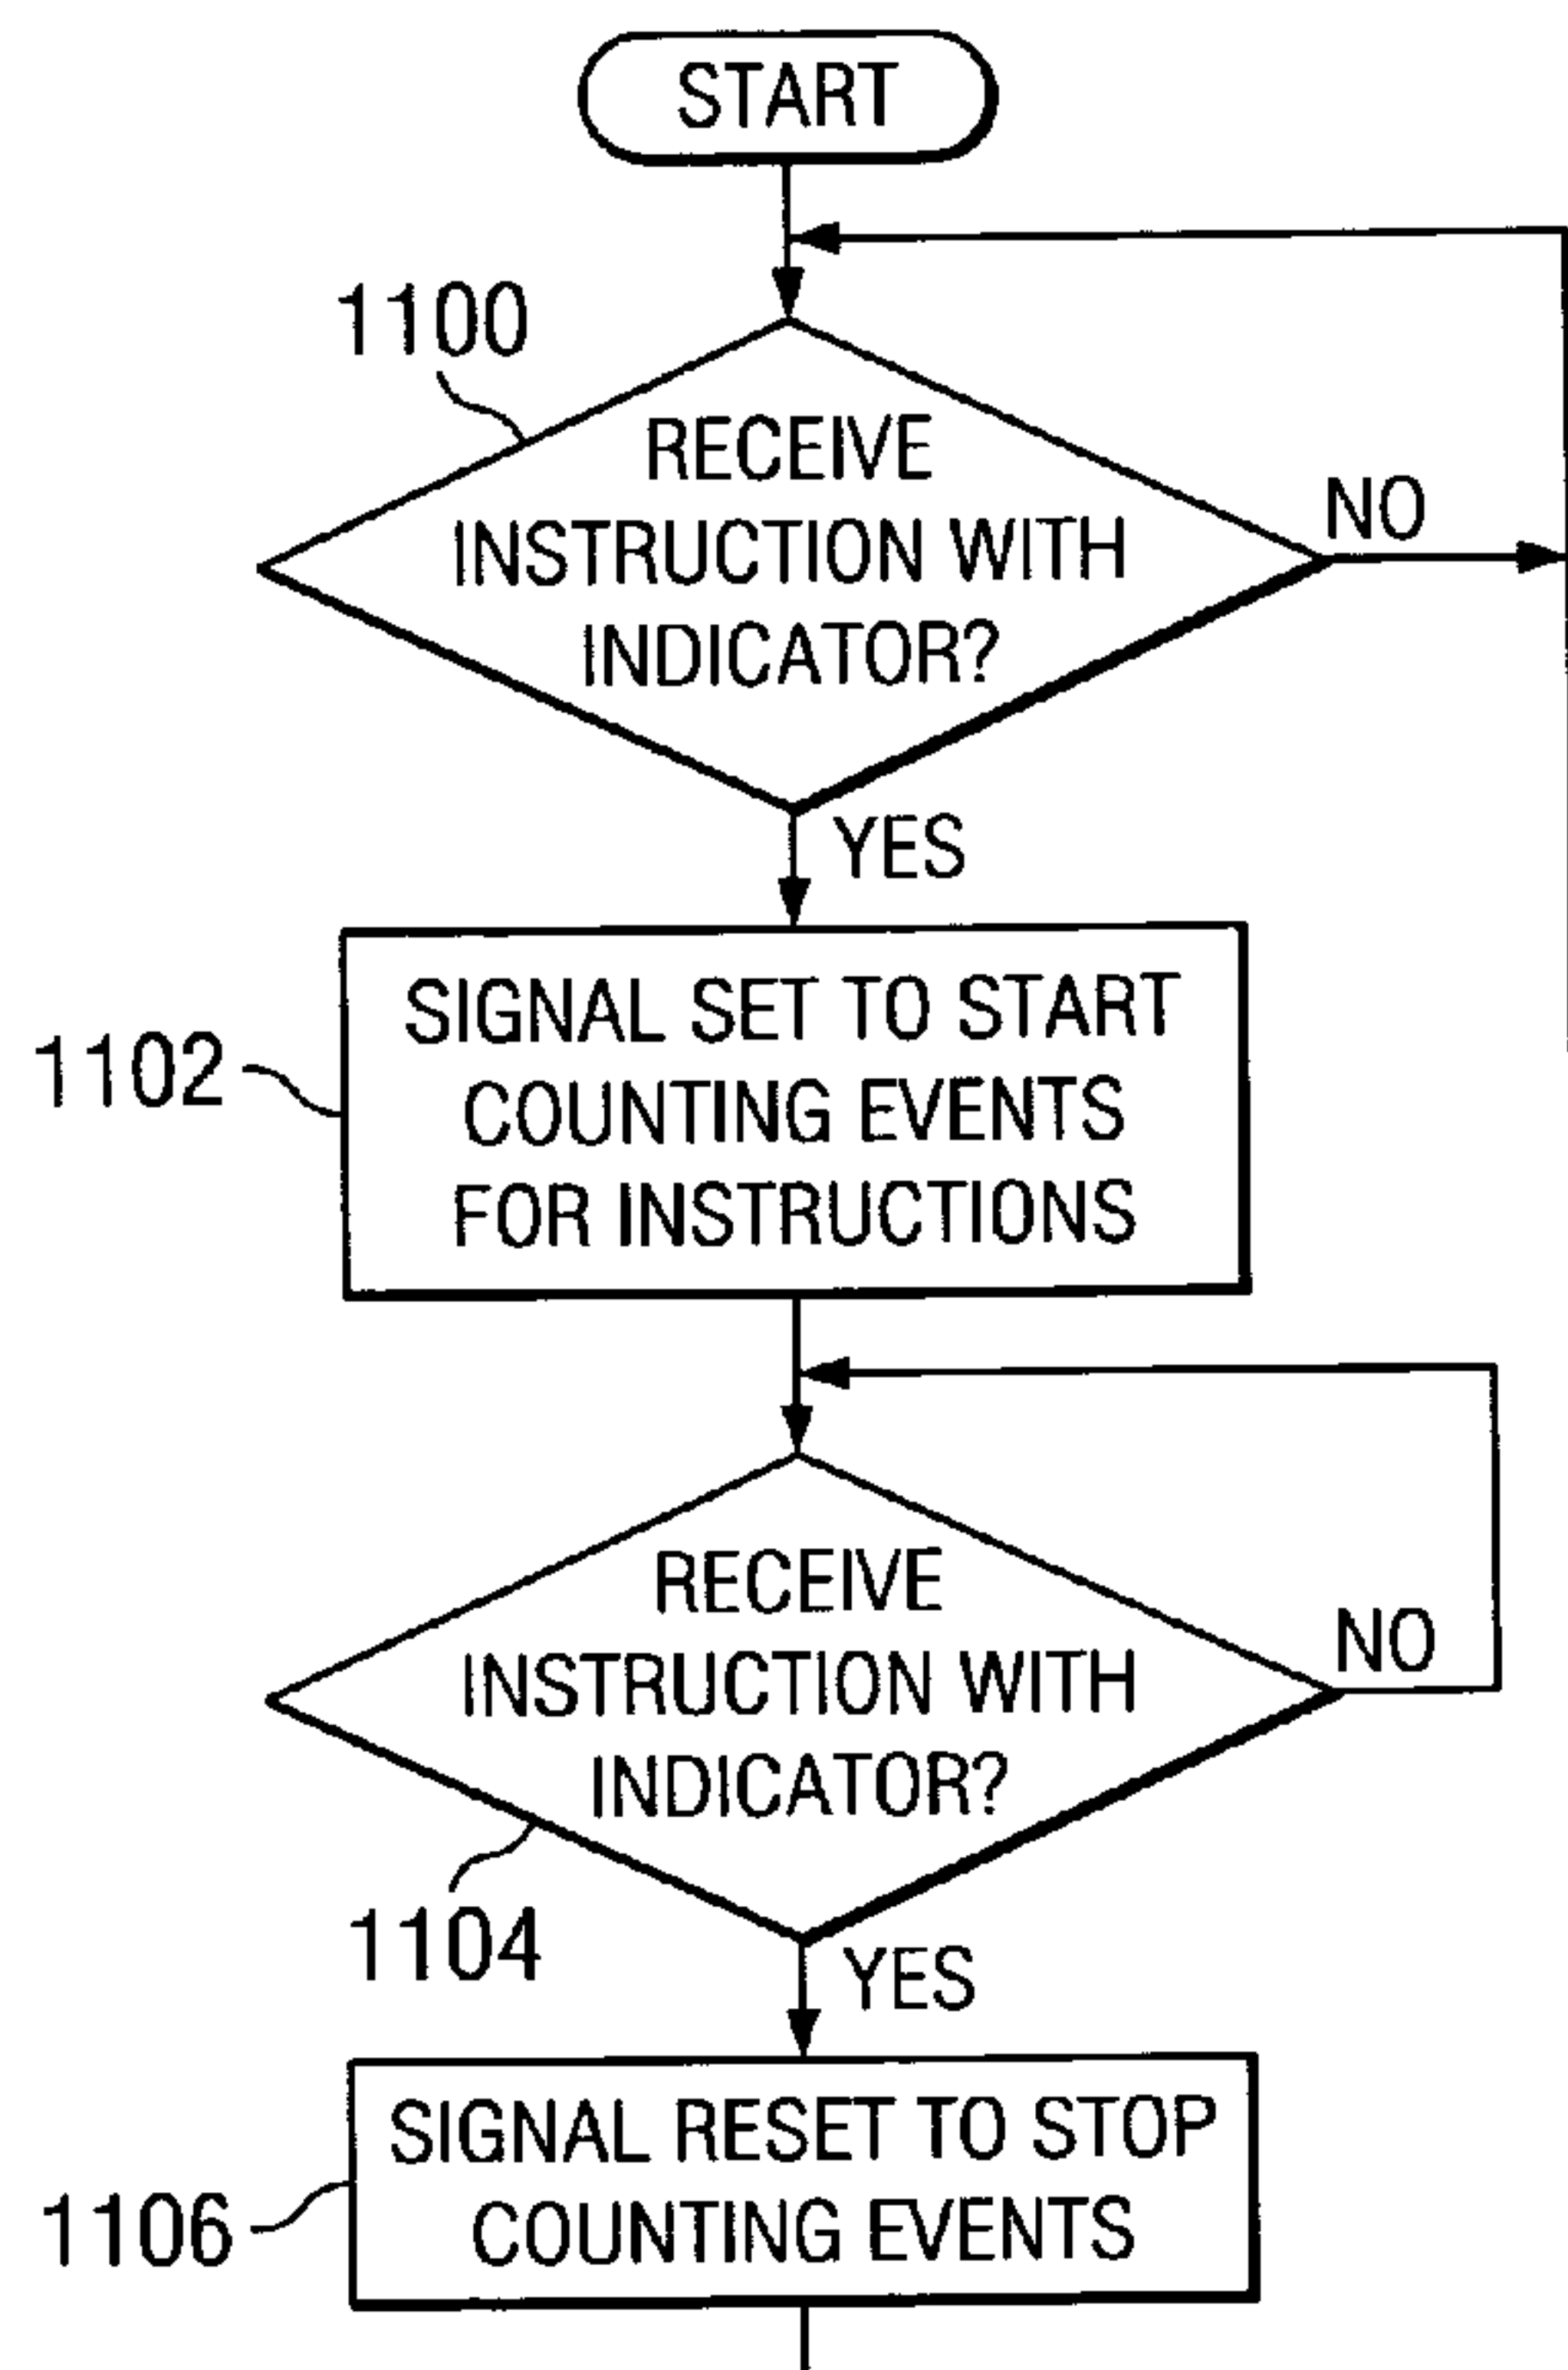 START
1100
RECEIVE
INSTRUCTION WITH
INDICATOR?
NO
YES
1102
SIGNAL SET TO START
COUNTING EVENTS
FOR INSTRUCTIONS
RECEIVE
INSTRUCTION WITH
INDICATOR?
NO
1104
YES
1106
SIGNAL RESET TO STOP
COUNTING EVENTS